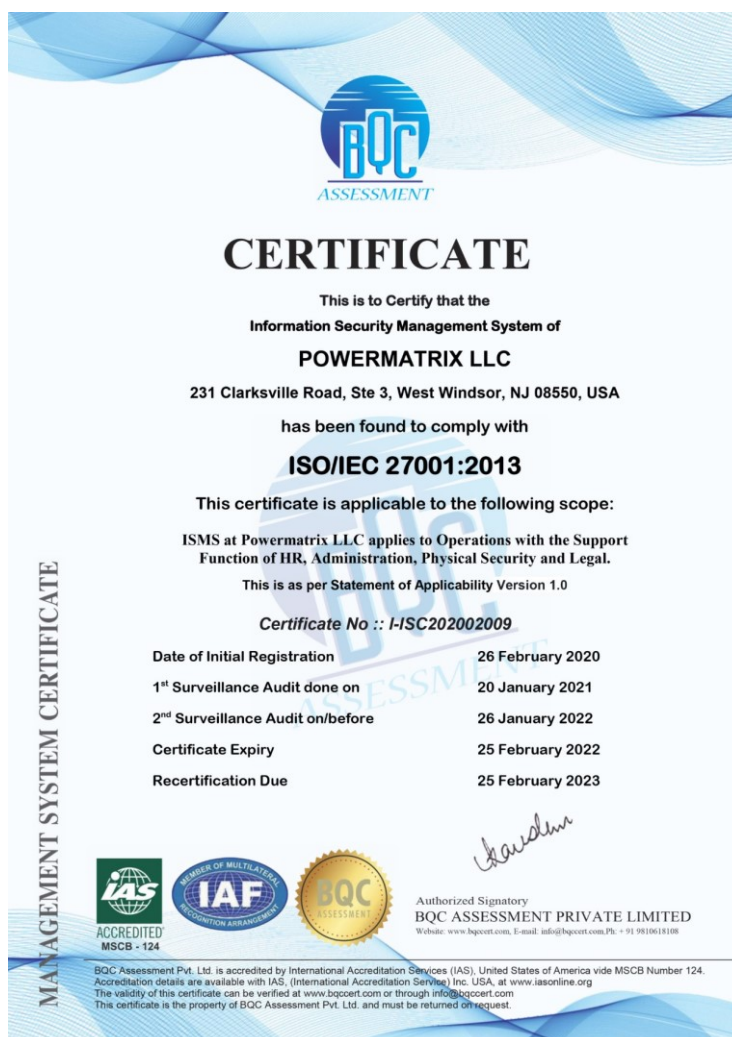 BQC
ASSESSMENT
CERTIFICATE
This is to Certify that the
Information Security Management System of
POWERMATRIX LLC
231 Clarksville Road, Ste 3, West Windsor, NJ 08550, USA
has been found to comply with
ISO/IEC 27001:2013
This certificate is applicable to the following scope:
ISMS at Powermatrix LLC applies to Operations with the Support
Function of HR, Administration, Physical Security and Legal.
This is as per Statement of Applicability Version 1.0
Certificate No :: I-ISC202002009
Date of Initial Registration 26 February 2020
1st Surveillance Audit done on 20 January 2021
2nd Surveillance Audit on/before 26 January 2022
Certificate Expiry 25 February 2022
Recertification Due 25 February 2023
MANAGEMENT SYSTEM CERTIFICATE
BQC
ASSESSMENT
IAS
ACCREDITED
MSCB - 124
MEMBER OF MULTILATERAL
IAF
RECOGNITION ARRANGEMENT
BQC
ASSESSMENT
Authorized Signatory
BQC ASSESSMENT PRIVATE LIMITED
Website: www.bqccert.com, E-mail: info@bqccert.com,Ph: + 91 9810618108
BQC Assessment Pvt. Ltd. is accredited by International Accreditation Services (IAS), United States of America vide MSCB Number 124.
Accreditation details are available with IAS, (International Accreditation Service) Inc. USA, at www.iasonline.org
The validity of this certificate can be verified at www.bqccert.com or through info@bqccert.com
This certificate is the property of BQC Assessment Pvt. Ltd. and must be returned on request.